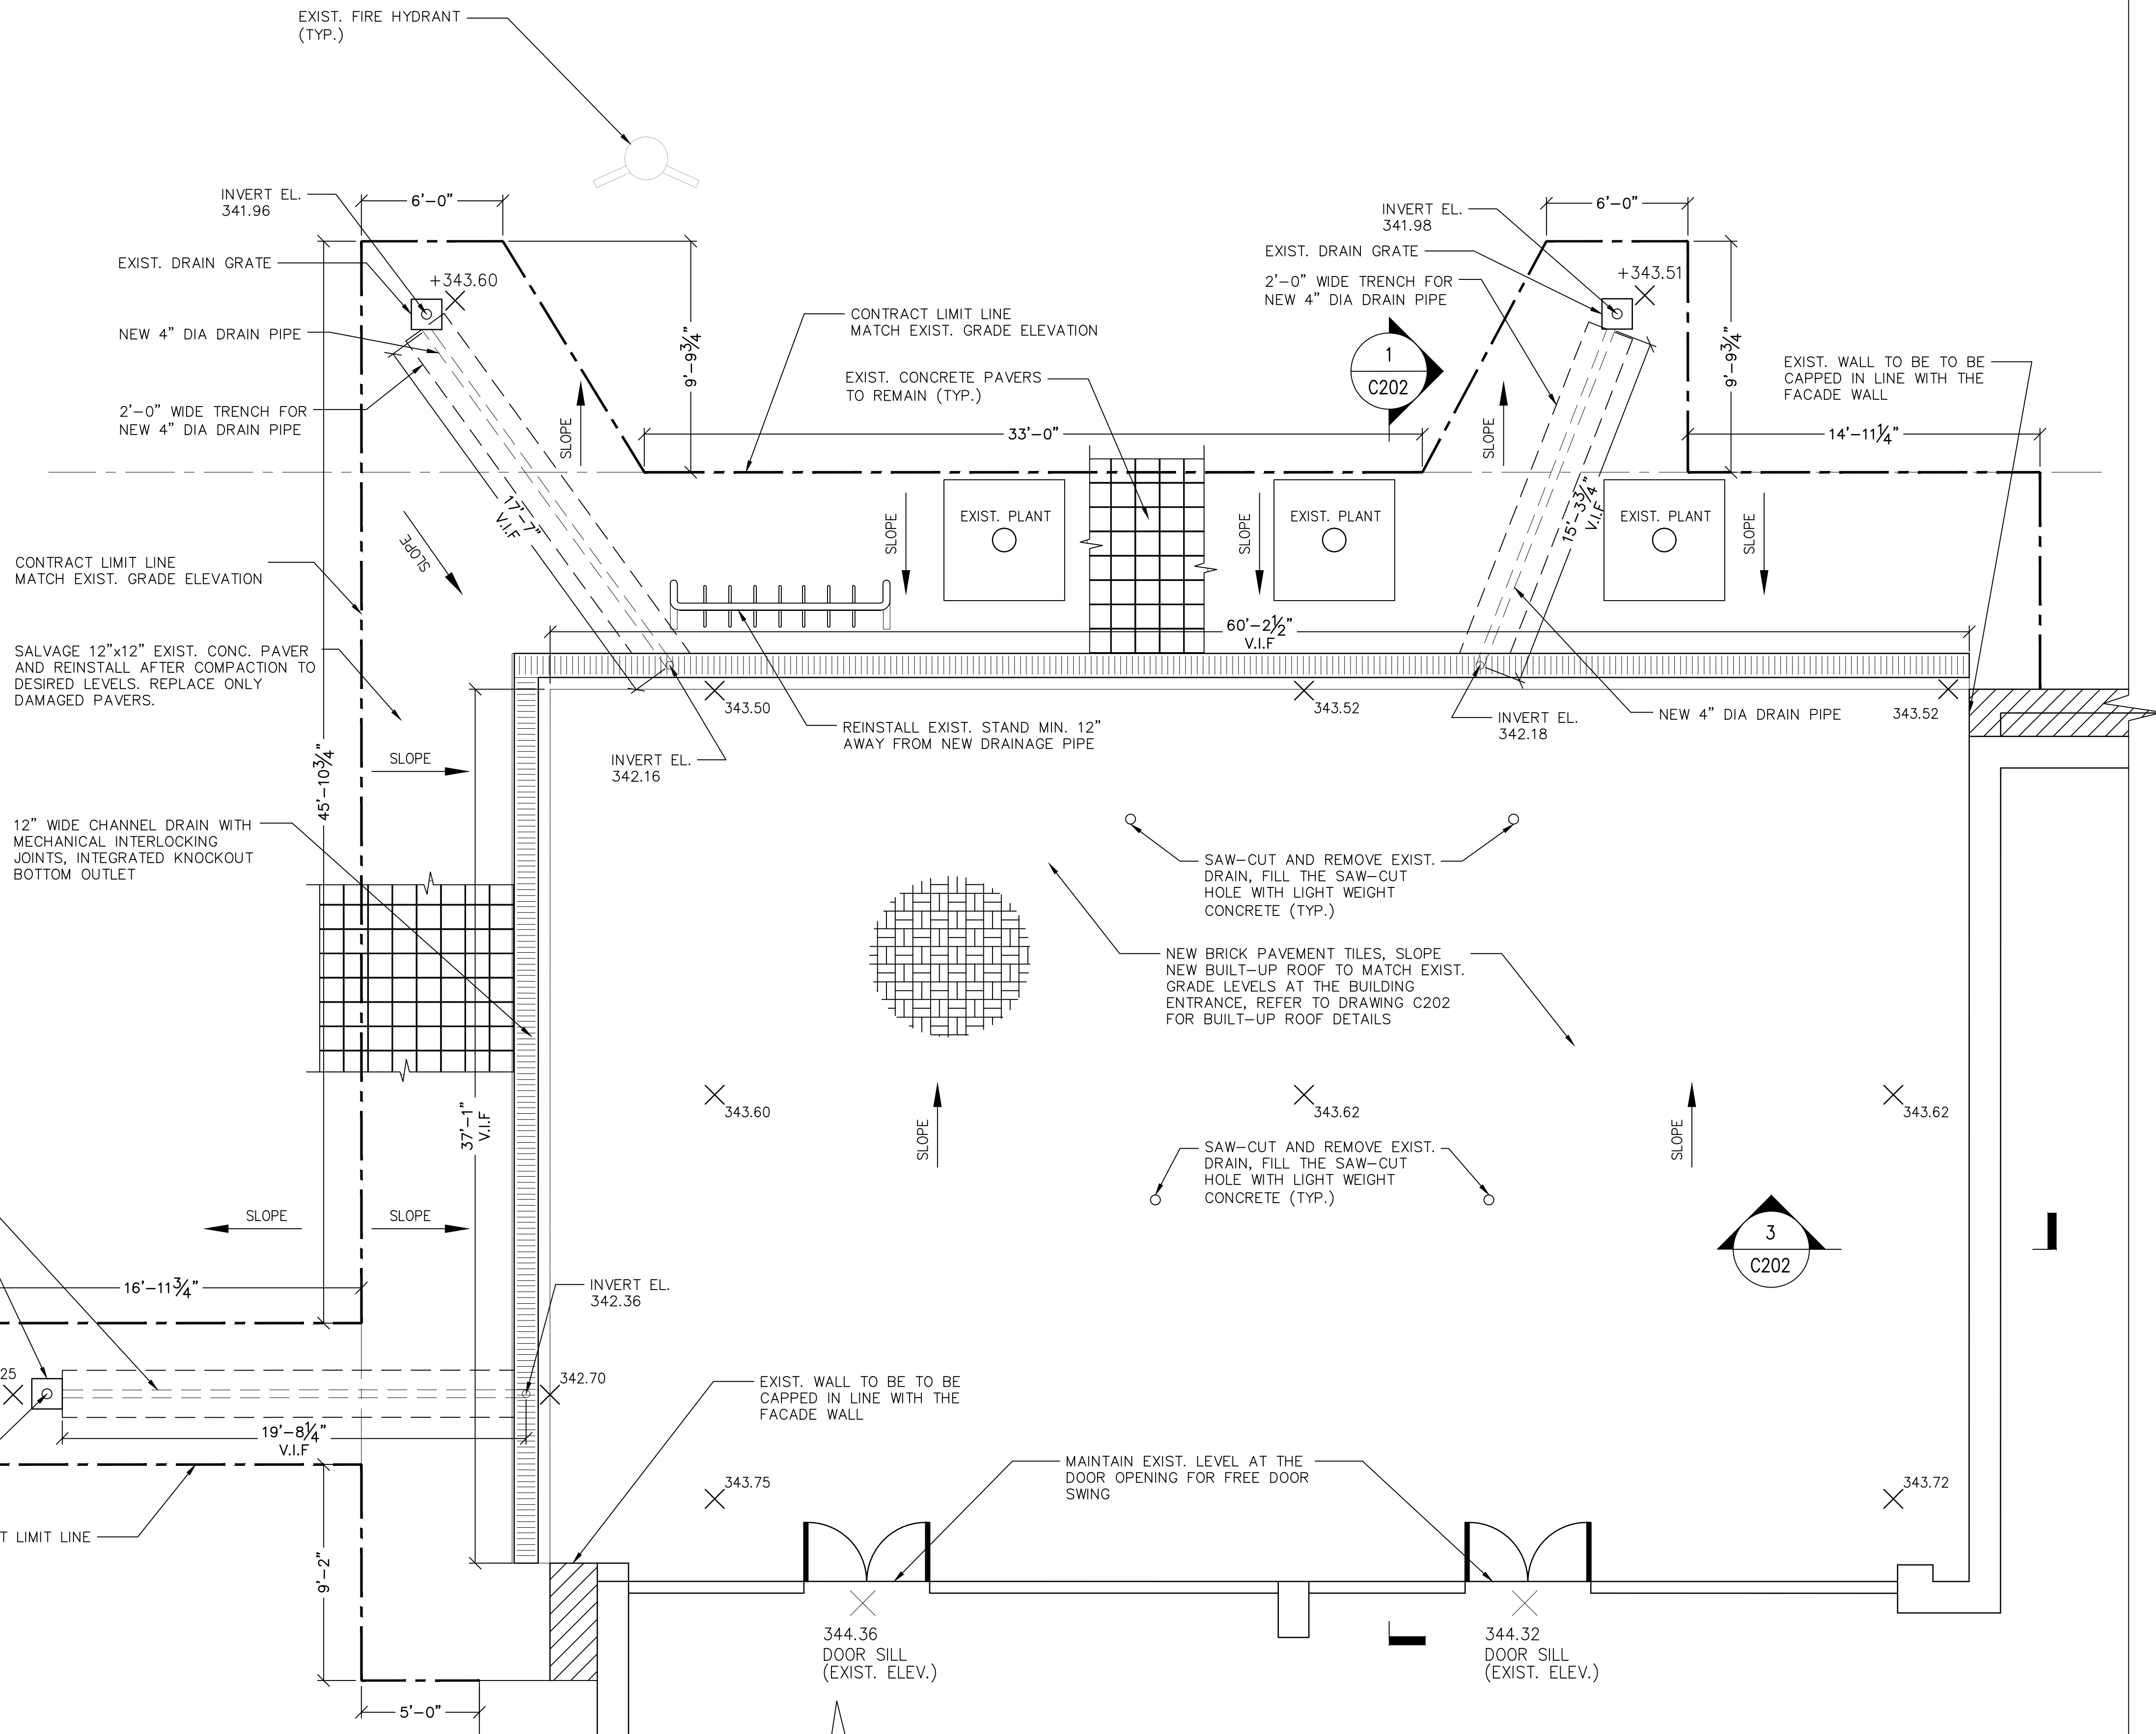 EXIST. FIRE HYDRANT
(TYP.)
INVERT EL.
341.96
6'-0"
INVERT EL.
341.98
6'-0"
EXIST. DRAIN GRATE
+343.60
EXIST. DRAIN GRATE
+343.51
2'-0" WIDE TRENCH FOR
NEW 4" DIA DRAIN PIPE
NEW 4" DIA DRAIN PIPE
9'-9¾"
CONTRACT LIMIT LINE
MATCH EXIST. GRADE ELEVATION
1
C202
9'-9¾"
EXIST. WALL TO BE TO BE
CAPPED IN LINE WITH THE
FACADE WALL
EXIST. CONCRETE PAVERS
TO REMAIN (TYP.)
2'-0" WIDE TRENCH FOR
NEW 4" DIA DRAIN PIPE
SLOPE
33'-0"
SLOPE
14'-11¼"
17'-7"
V.I.F
SLOPE
SLOPE
EXIST. PLANT
SLOPE
EXIST. PLANT
15'-3¾"
V.I.F
EXIST. PLANT
SLOPE
CONTRACT LIMIT LINE
MATCH EXIST. GRADE ELEVATION
60'-2½"
V.I.F
SALVAGE 12"x12" EXIST. CONC. PAVER
AND REINSTALL AFTER COMPACTION TO
DESIRED LEVELS. REPLACE ONLY
DAMAGED PAVERS.
343.50
343.52
INVERT EL.
342.18
NEW 4" DIA DRAIN PIPE
343.52
REINSTALL EXIST. STAND MIN. 12"
AWAY FROM NEW DRAINAGE PIPE
INVERT EL.
342.16
SLOPE
45'-10¾"
12" WIDE CHANNEL DRAIN WITH
MECHANICAL INTERLOCKING
JOINTS, INTEGRATED KNOCKOUT
BOTTOM OUTLET
SAW-CUT AND REMOVE EXIST.
DRAIN, FILL THE SAW-CUT
HOLE WITH LIGHT WEIGHT
CONCRETE (TYP.)
NEW BRICK PAVEMENT TILES, SLOPE
NEW BUILT-UP ROOF TO MATCH EXIST.
GRADE LEVELS AT THE BUILDING
ENTRANCE, REFER TO DRAWING C202
FOR BUILT-UP ROOF DETAILS
37'-1"
V.I.F
343.60
343.62
343.62
SLOPE
SLOPE
SAW-CUT AND REMOVE EXIST.
DRAIN, FILL THE SAW-CUT
HOLE WITH LIGHT WEIGHT
CONCRETE (TYP.)
SLOPE
SLOPE
3
C202
16'-11¾"
INVERT EL.
342.36
25
342.70
EXIST. WALL TO BE TO BE
CAPPED IN LINE WITH THE
FACADE WALL
19'-8¼"
V.I.F
MAINTAIN EXIST. LEVEL AT THE
DOOR OPENING FOR FREE DOOR
SWING
343.75
343.72
T LIMIT LINE
9'-2"
344.36
DOOR SILL
(EXIST. ELEV.)
344.32
DOOR SILL
(EXIST. ELEV.)
5'-0"